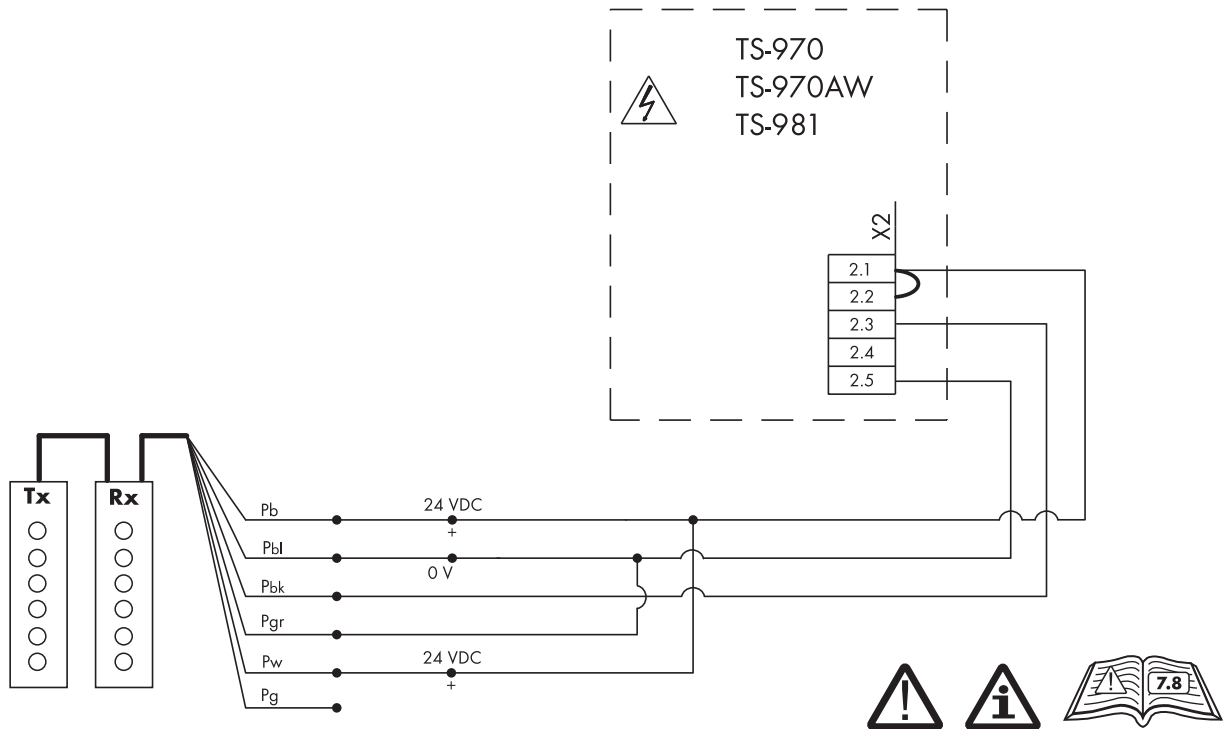 TS-970
TS-970AW
TS-981
X2
2.1
2.2
2.3
2.4
2.5
Tx
Rx
Pb
24 VDC
+
Pbl
0 V
Pbk
Pgr
Pw
24 VDC
+
Pg
!
i
!
7.8